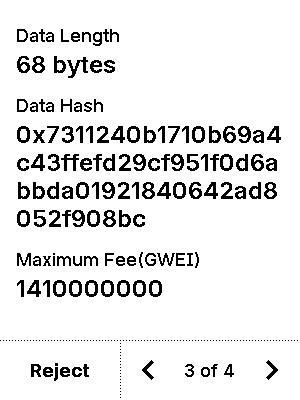 Data Length
68 bytes
Data Hash
0x7311240b1710b69a4
c43ffefd29cf951f0d6a
bbda01921840642ad8
052f908bc
Maximum Fee(GWEI)
1410000000
Reject
3 of 4